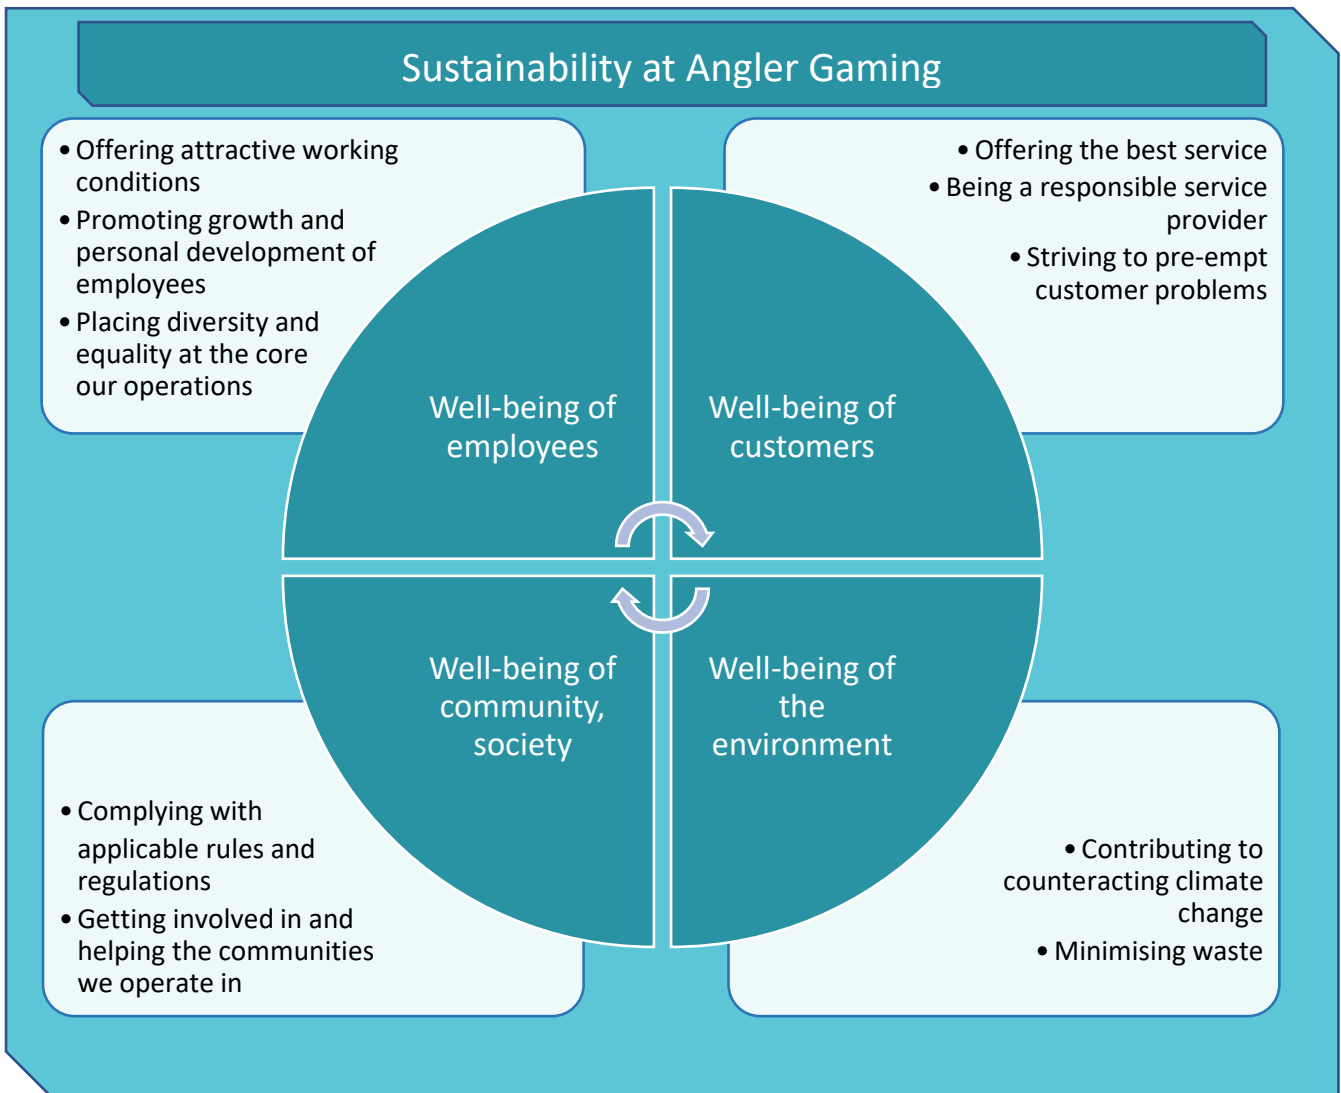 Sustainability at Angler Gaming
• Offering attractive working
conditions
• Promoting growth and
personal development of
employees
• Placing diversity and
equality at the core
our operations
• Offering the best service
• Being a responsible service
provider
• Striving to pre-empt
customer problems
Well-being of
employees
Well-being of
customers
Well-being of
community,
society
Well-being of
the
environment
• Complying with
applicable rules and
regulations
• Getting involved in and
helping the communities
we operate in
• Contributing to
counteracting climate
change
• Minimising waste